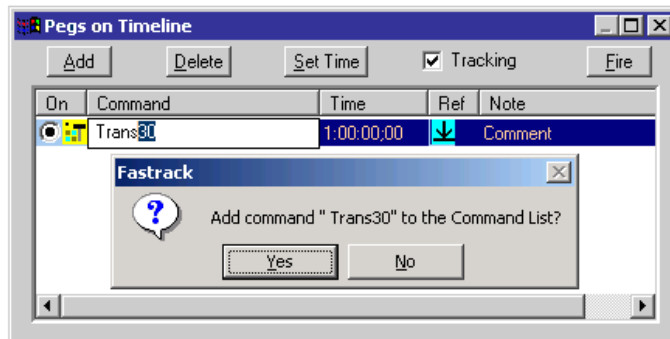 Pegs on Timeline
Add Delete Set Time Tracking Fire
On Command Time Ref Note
Trans30 1:00:00;00 Comment
Fastrack
Add command " Trans30" to the Command List?
Yes No